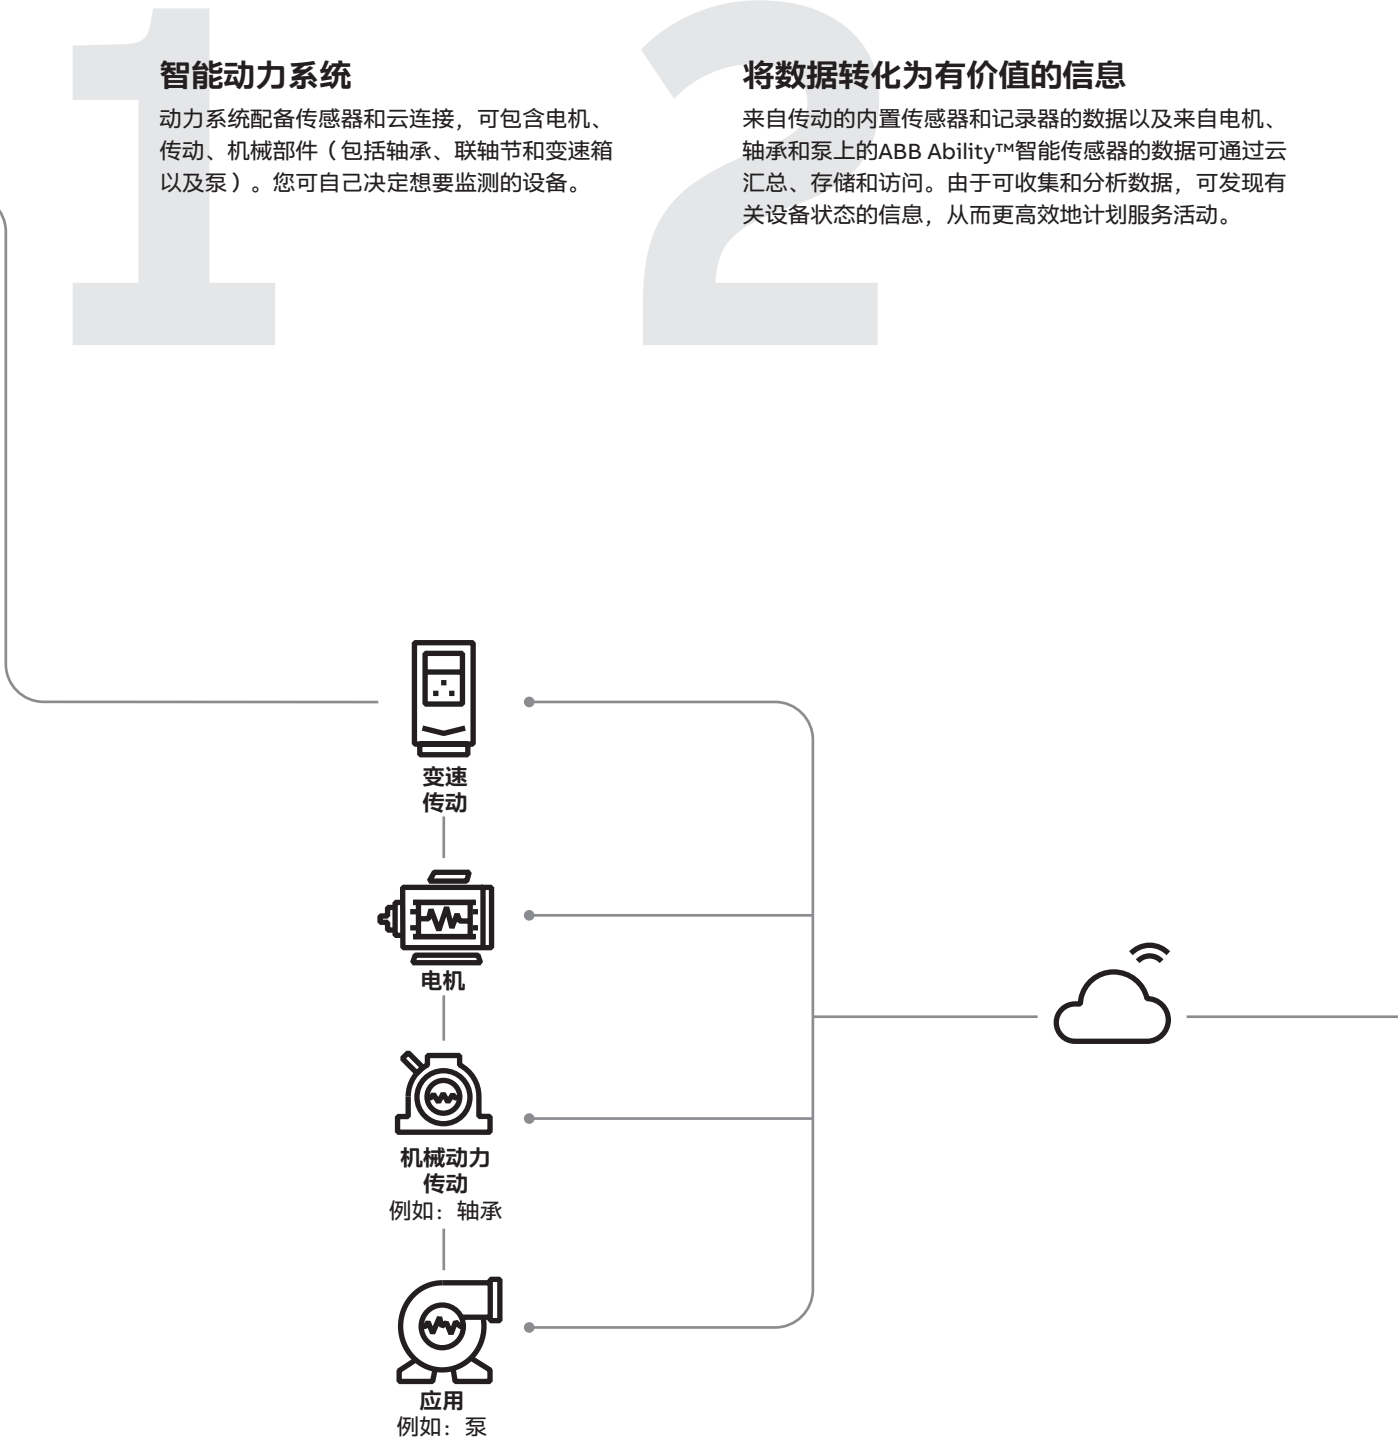 1
智能动力系统
动力系统配备传感器和云连接，可包含电机、
传动、机械部件（包括轴承、联轴节和变速箱
以及泵）。您可自己决定想要监测的设备。
2
将数据转化为有价值的信息
来自传动的内置传感器和记录器的数据以及来自电机、
轴承和泵上的ABB Ability™智能传感器的数据可通过云
汇总、存储和访问。由于可收集和分析数据，可发现有
关设备状态的信息，从而更高效地计划服务活动。
变速
传动
电机
机械动力
传动
例如：轴承
应用
例如：泵